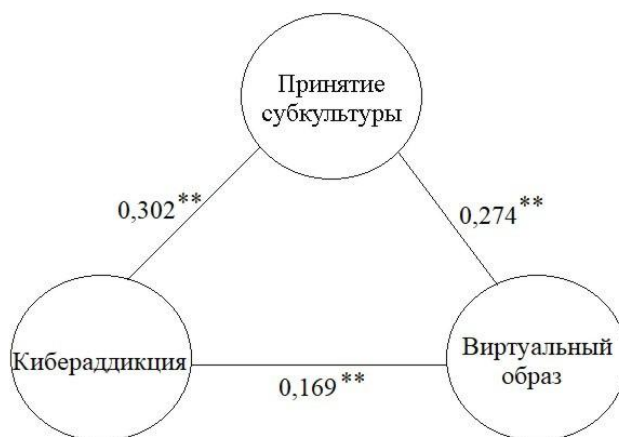 Принятие
субкультуры
0,302**
0,274**
Кибераддикция
Виртуальный
образ
0,169**